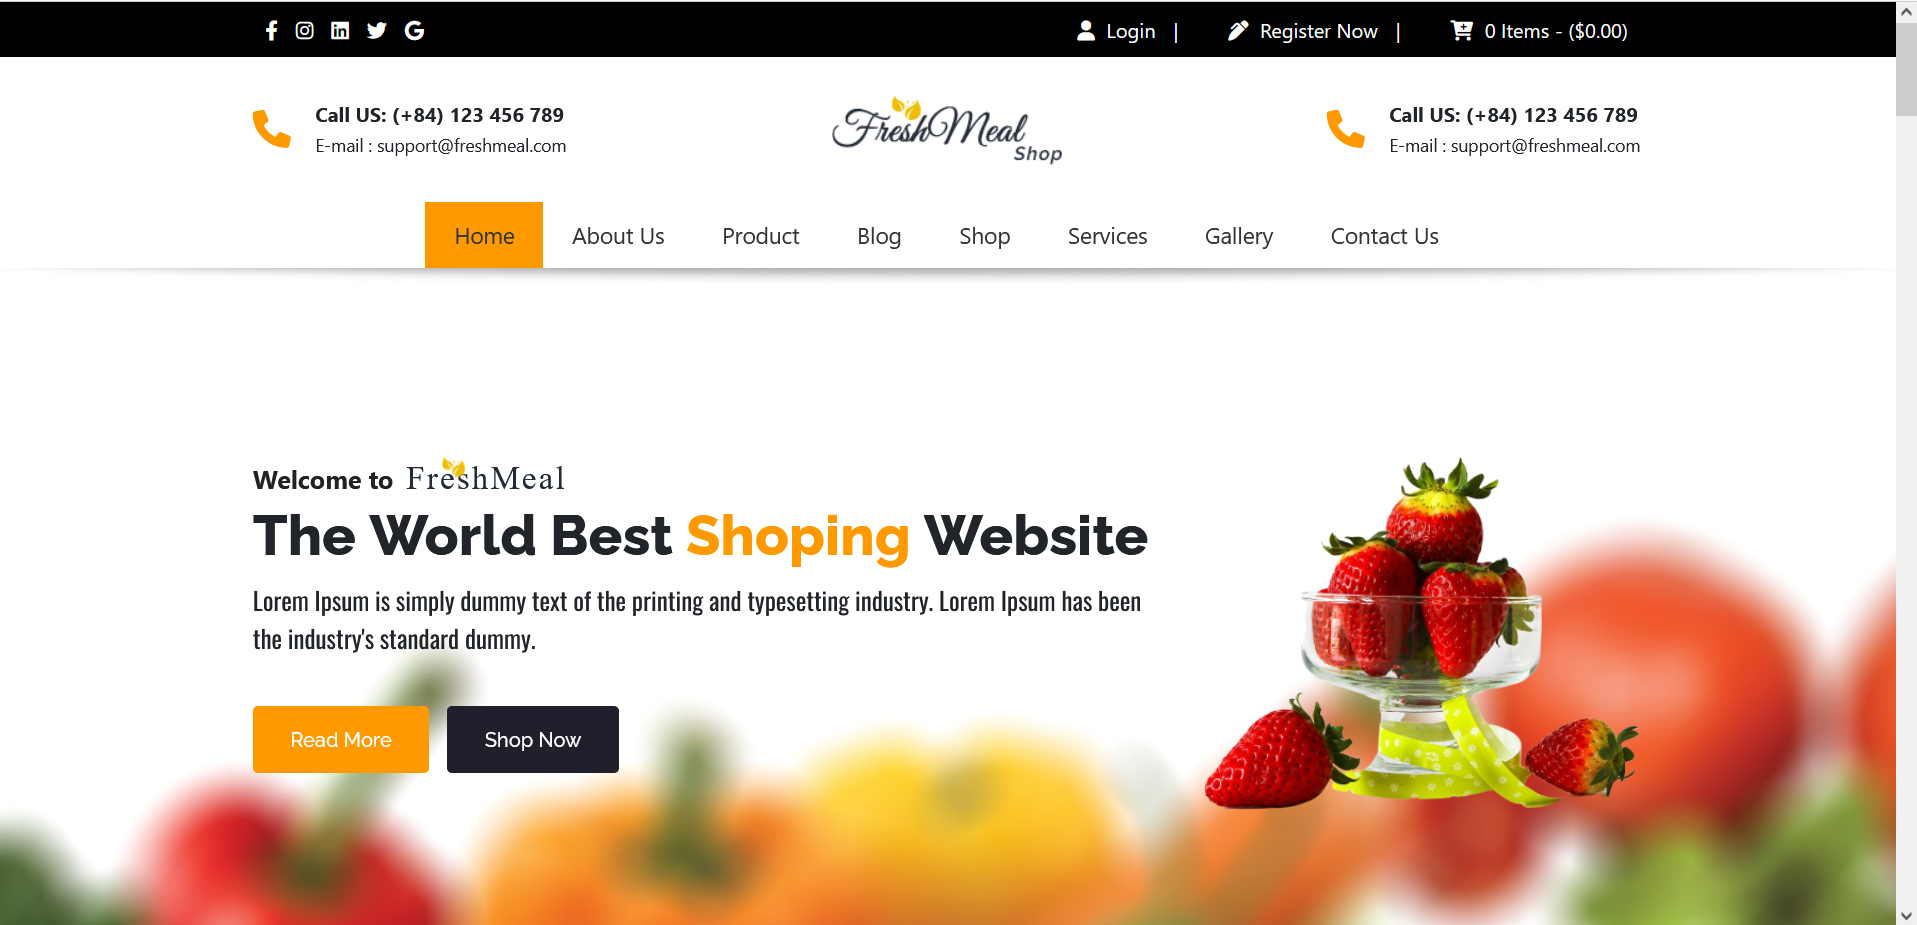 Login |
Register Now |
0 Items - ($0.00)
Call US: (+84) 123 456 789
E-mail : support@freshmeal.com
FreshMeal
Shop
Call US: (+84) 123 456 789
E-mail : support@freshmeal.com
Home About Us Product Blog Shop Services Gallery Contact Us
Welcome to FreshMeal
The World Best Shoping Website
Lorem Ipsum is simply dummy text of the printing and typesetting industry. Lorem Ipsum has been
the industry's standard dummy.
Read More Shop Now